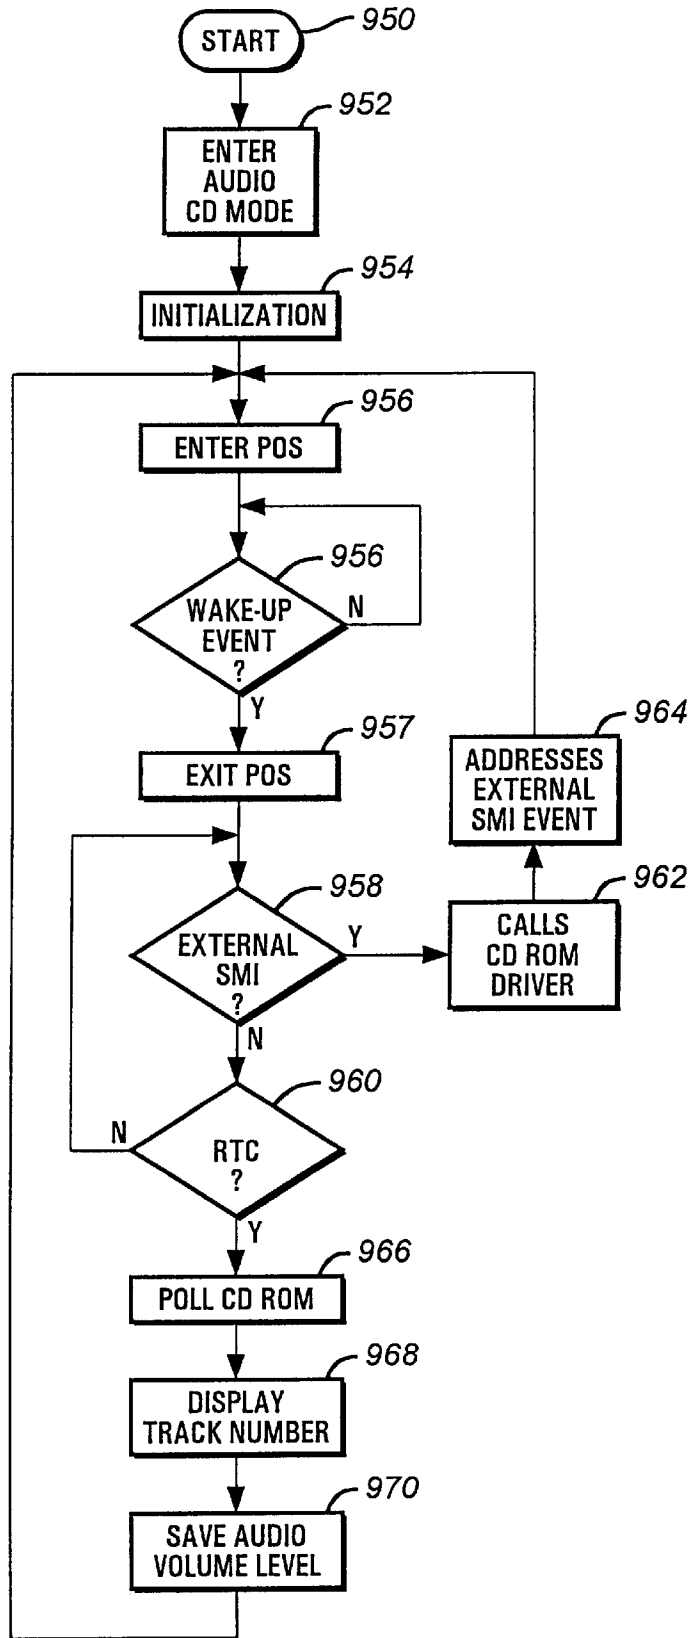 950
START
952
ENTER
AUDIO
CD MODE
954
INITIALIZATION
956
ENTER POS
956
WAKE-UP
EVENT
?
N
Y
957
EXIT POS
964
ADDRESSES
EXTERNAL
SMI EVENT
958
EXTERNAL
SMI
?
Y
N
962
CALLS
CD ROM
DRIVER
960
RTC
?
N
Y
966
POLL CD ROM
968
DISPLAY
TRACK NUMBER
970
SAVE AUDIO
VOLUME LEVEL